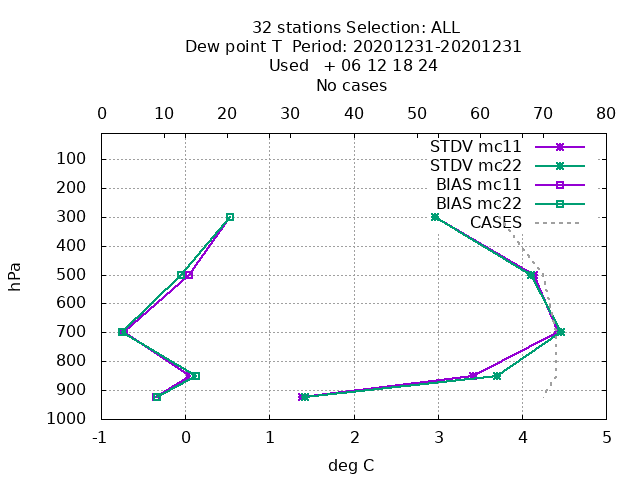 32 stations Selection: ALL
Dew point T  Period: 20201231-20201231
Used   + 06 12 18 24
No cases
0 10 20 30 40 50 60 70 80
STDV mc11
STDV mc22
BIAS mc11
BIAS mc22
CASES
hPa
100
200
300
400
500
600
700
800
900
1000
-1 0 1 2 3 4 5
deg C